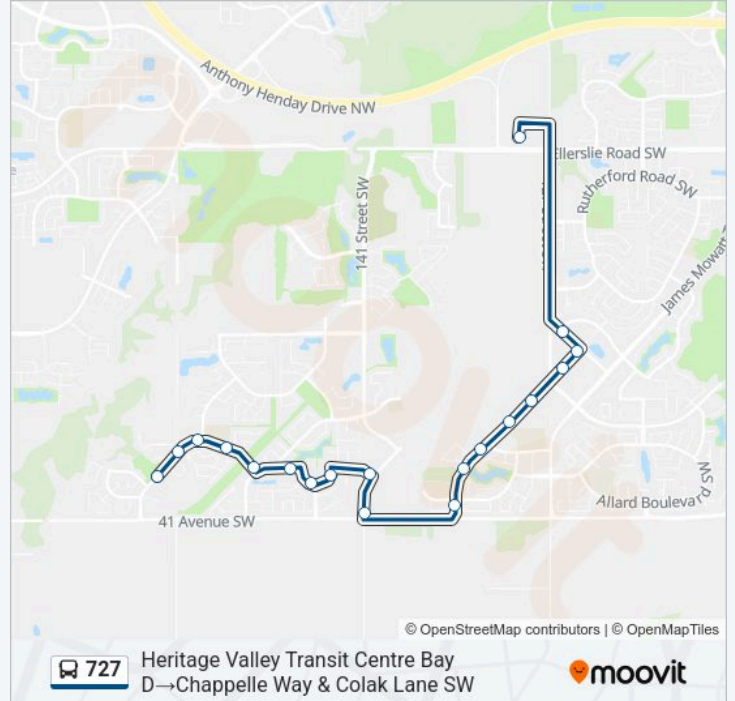 Anthony Henday Drive NW
Ellerslie Road SW
Rutherford Road SW
141 Street SW
James Mowatt T
Allard Boulevard SW
41 Avenue SW
© OpenStreetMap contributors | © OpenMapTiles
727
Heritage Valley Transit Centre Bay
D→Chappelle Way & Colak Lane SW
moovit